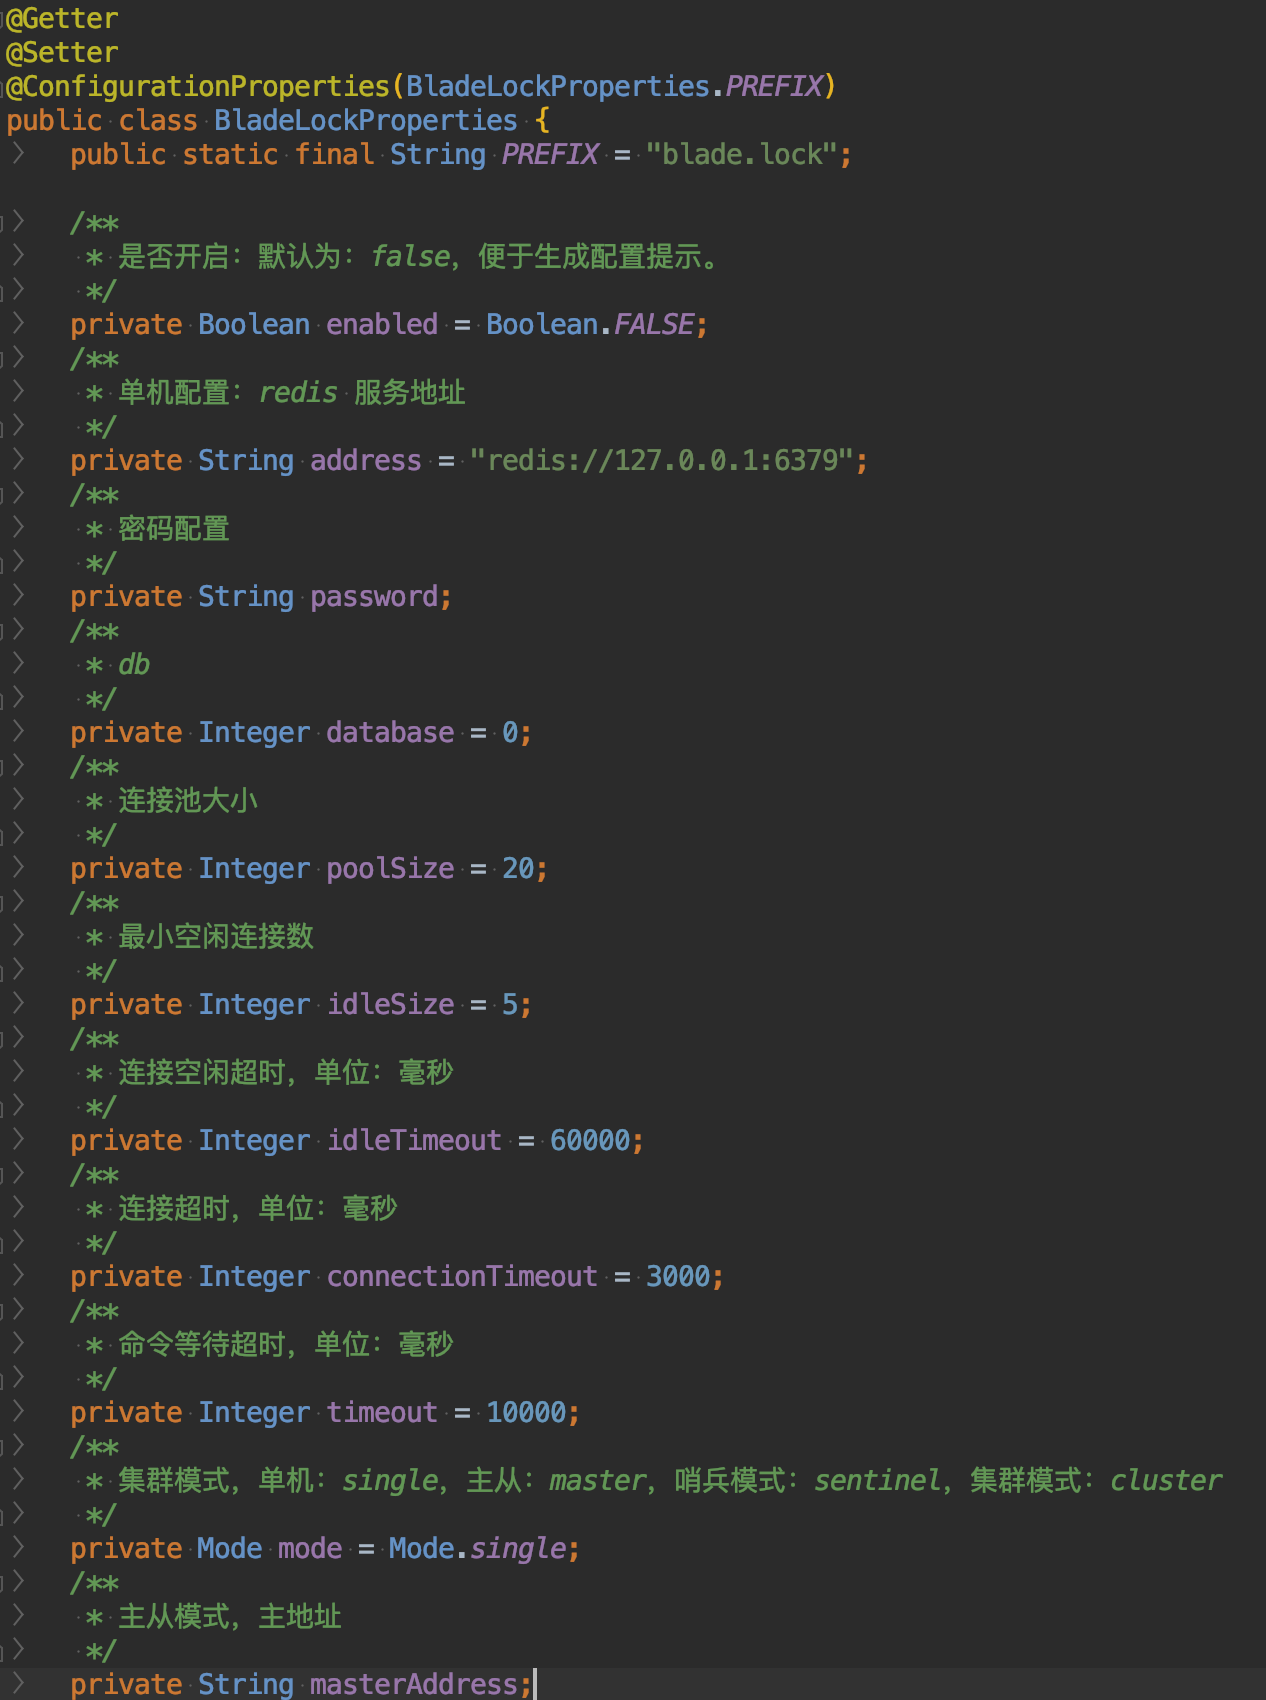 @Getter
@Setter
@ConfigurationProperties(BladeLockProperties.PREFIX)
public class BladeLockProperties {
public static final String PREFIX = "blade.lock";
/**
* 是否开启：默认为：false，便于生成配置提示。
*/
private Boolean enabled = Boolean.FALSE;
/**
* 单机配置：redis 服务地址
*/
private String address = "redis://127.0.0.1:6379";
/**
* 密码配置
*/
private String password;
/**
* db
*/
private Integer database = 0;
/**
* 连接池大小
*/
private Integer poolSize = 20;
/**
* 最小空闲连接数
*/
private Integer idleSize = 5;
/**
* 连接空闲超时，单位：毫秒
*/
private Integer idleTimeout = 60000;
/**
* 连接超时，单位：毫秒
*/
private Integer connectionTimeout = 3000;
/**
* 命令等待超时，单位：毫秒
*/
private Integer timeout = 10000;
/**
* 集群模式，单机：single，主从：master，哨兵模式：sentinel，集群模式：cluster
*/
private Mode mode = Mode.single;
/**
* 主从模式，主地址
*/
private String masterAddress;